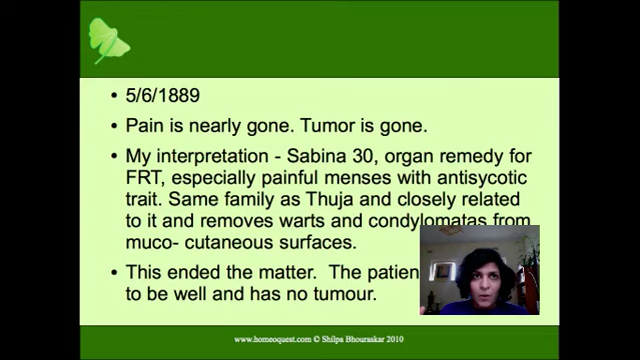 • 5/6/1889
• Pain is nearly gone. Tumor is gone.
• My interpretation - Sabina 30, organ remedy for
FRT, especially painful menses with antisycotic
trait. Same family as Thuja and closely related
to it and removes warts and condylomatas from
muco- cutaneous surfaces.
• This ended the matter. The patien
to be well and has no tumour.
www.homeoquest.com © Shilpa Bhouraskar 2010